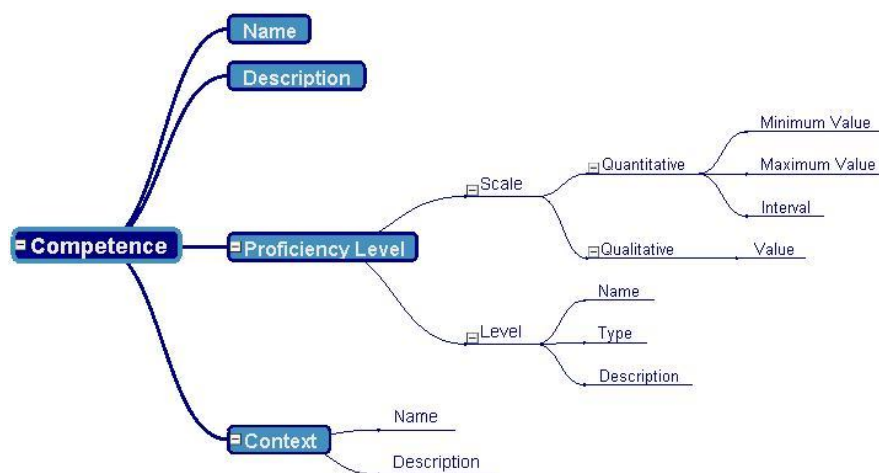 Name
Description
Minimum Value
Scale
Quantitative
Maximum Value
Interval
Competence
Proficiency Level
Qualitative
Value
Name
Level
Type
Description
Context
Name
Description